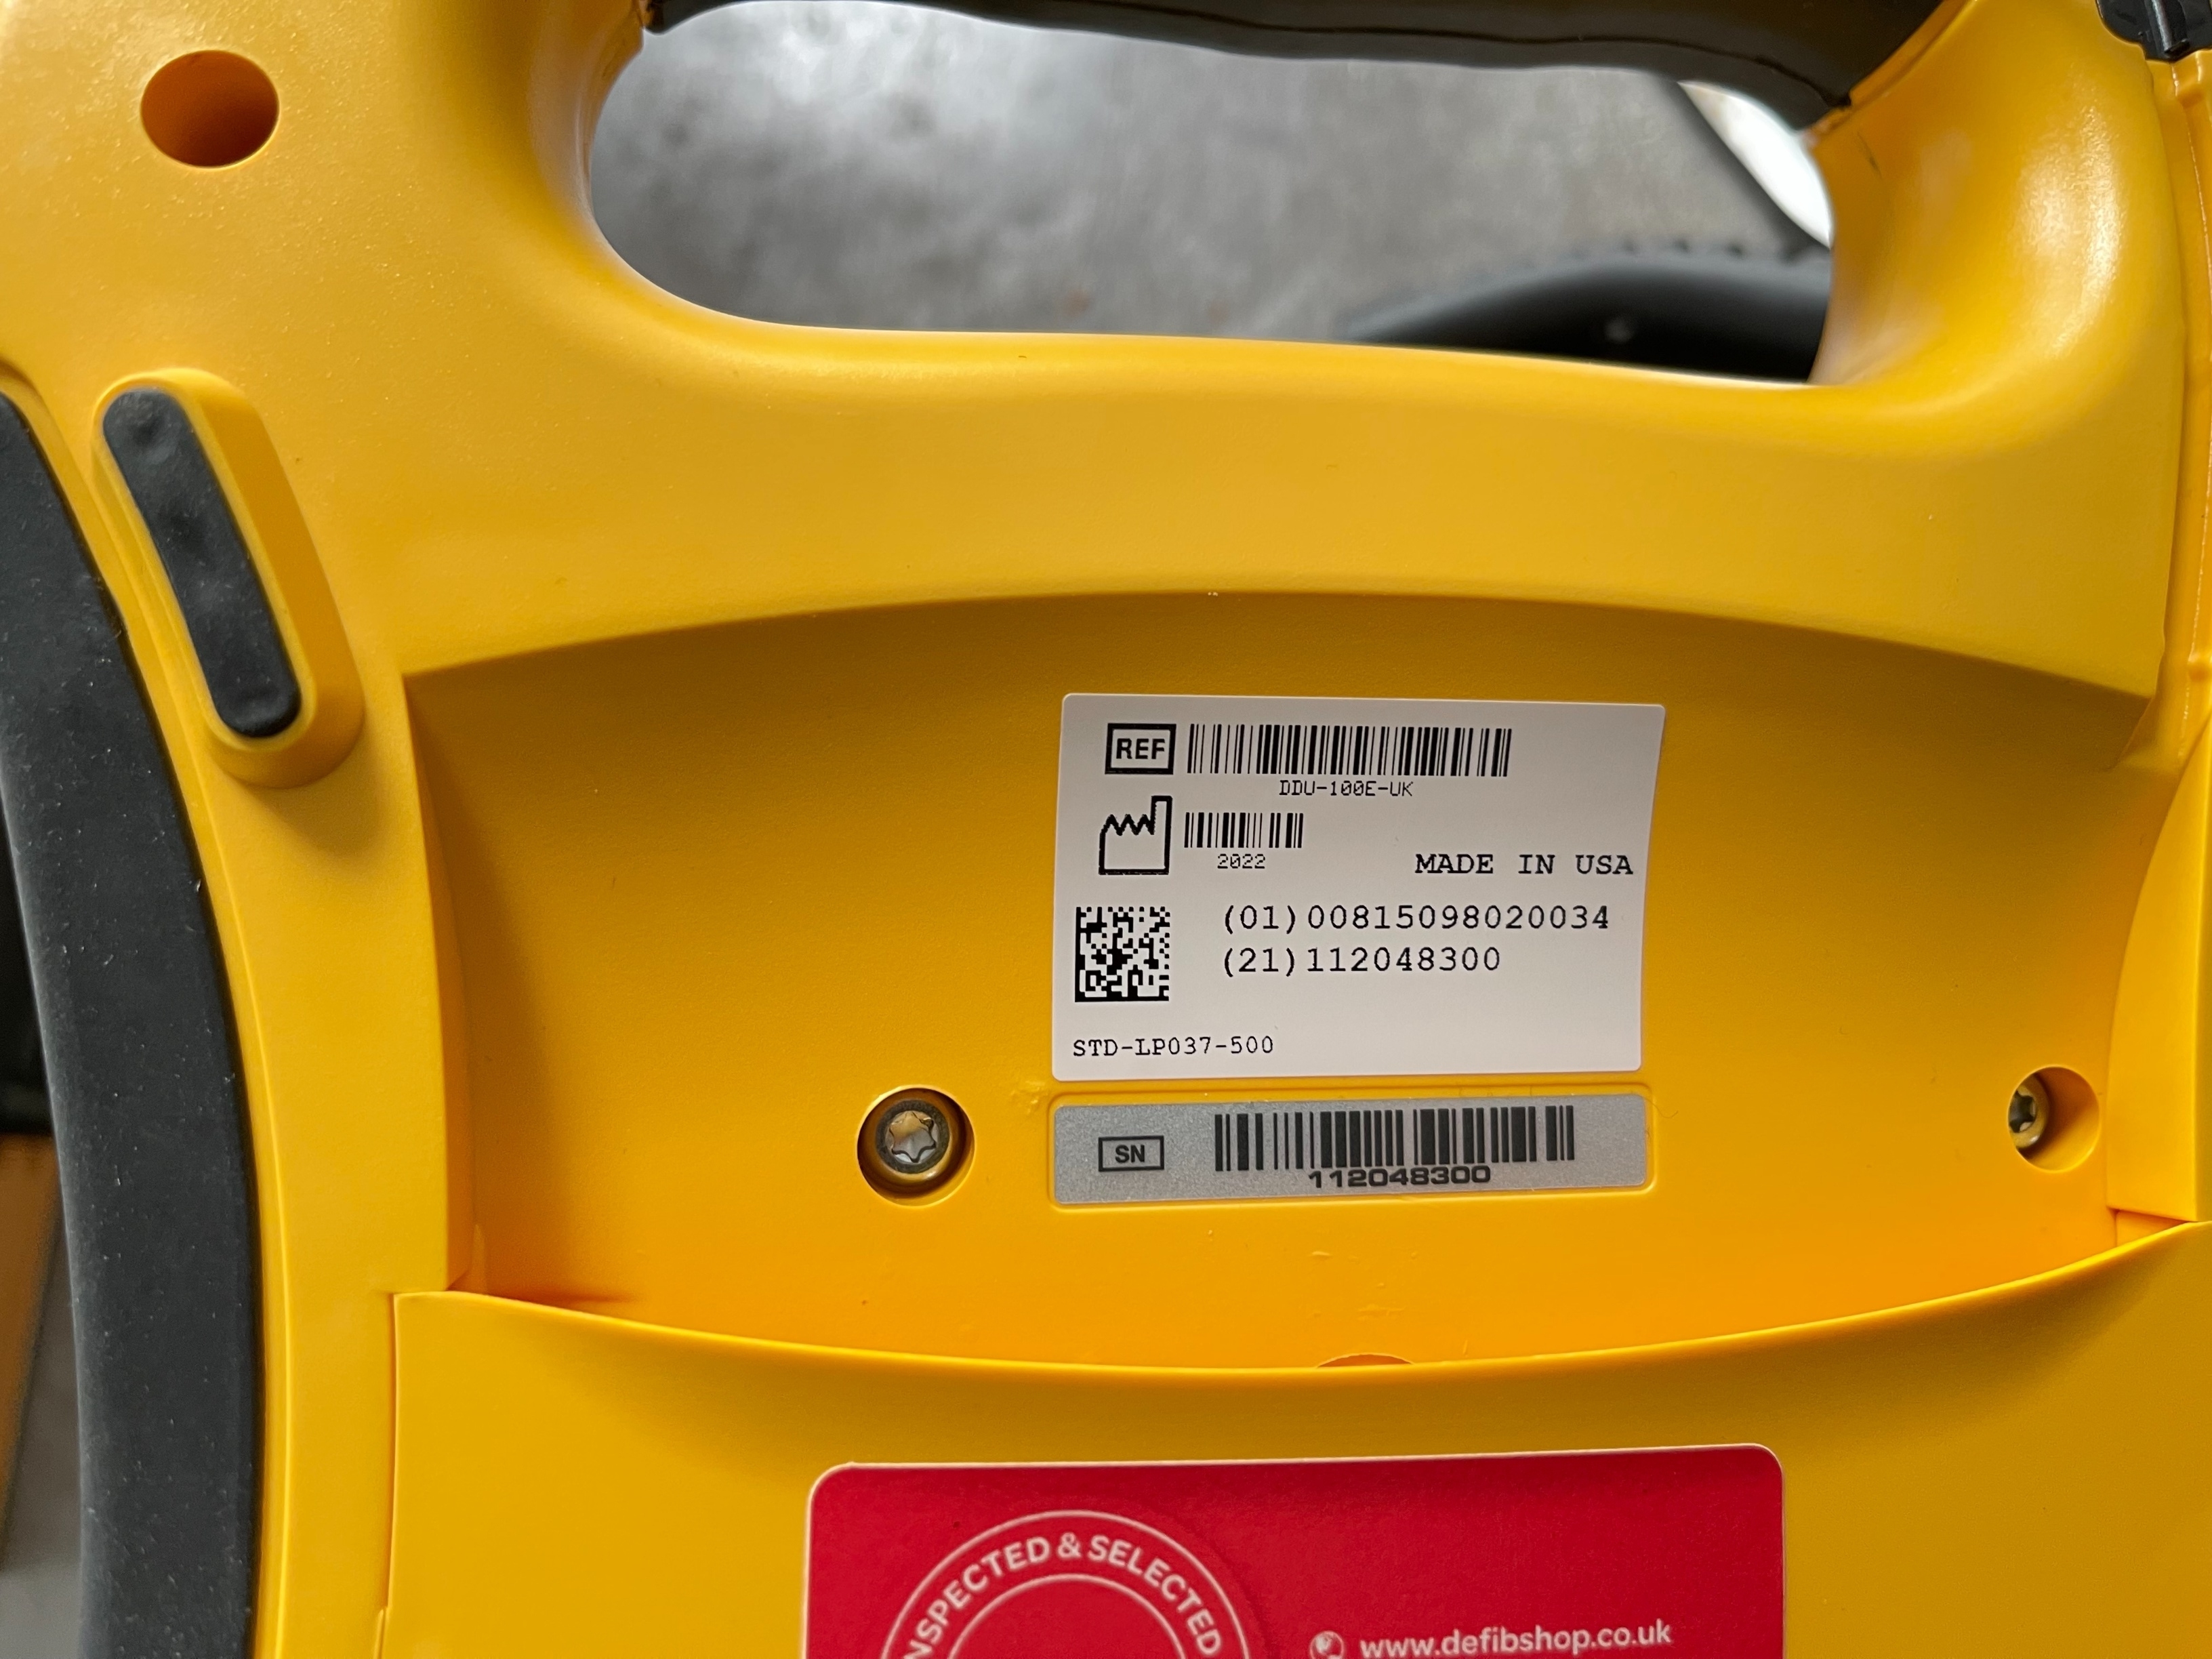 REF
DDU-100E-UK
2022
MADE IN USA
(01)00815098020034
(21)112048300
STD-LP037-500
SN
112048300
INSPECTED & SELECTED
www.defibshop.co.uk